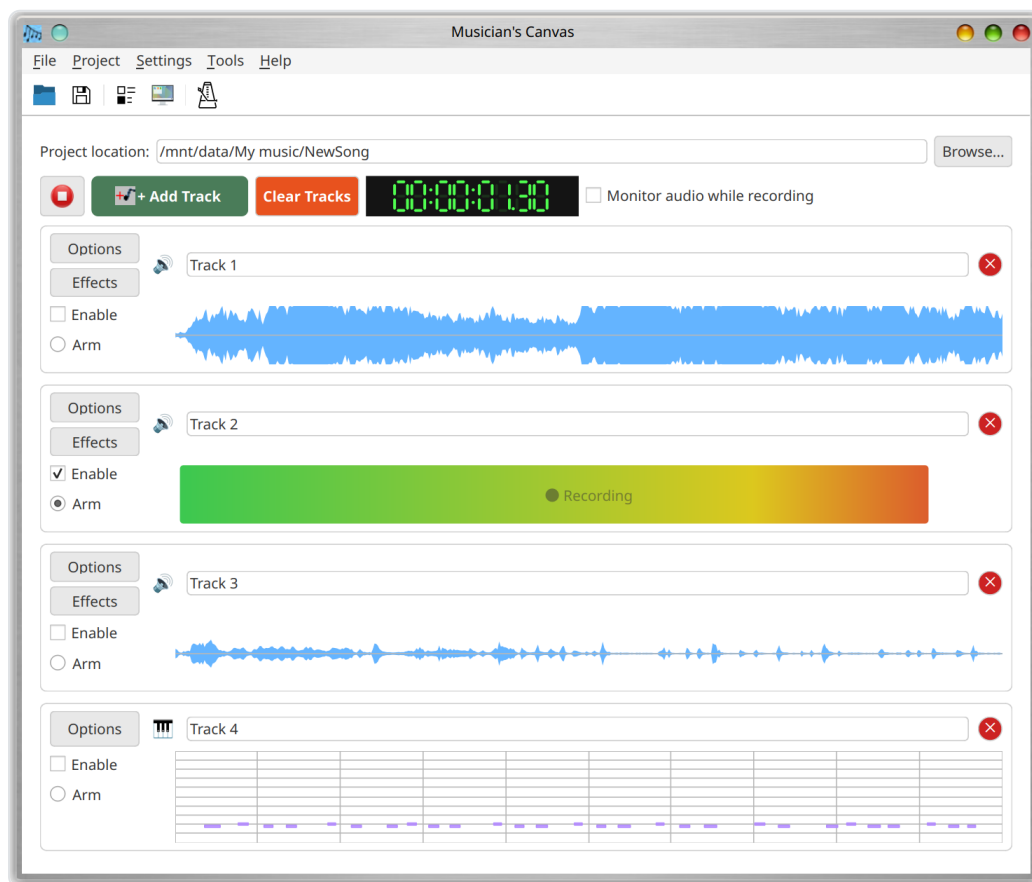 Musician's Canvas
File Project Settings Tools Help
Project location: /mnt/data/My music/NewSong Browse...
+ Add Track Clear Tracks 00:00:01.30 Monitor audio while recording
Options
Track 1
Effects
Enable
Arm
Options
Track 2
Effects
Enable
Recording
Arm
Options
Track 3
Effects
Enable
Arm
Options Track 4
Enable
Arm